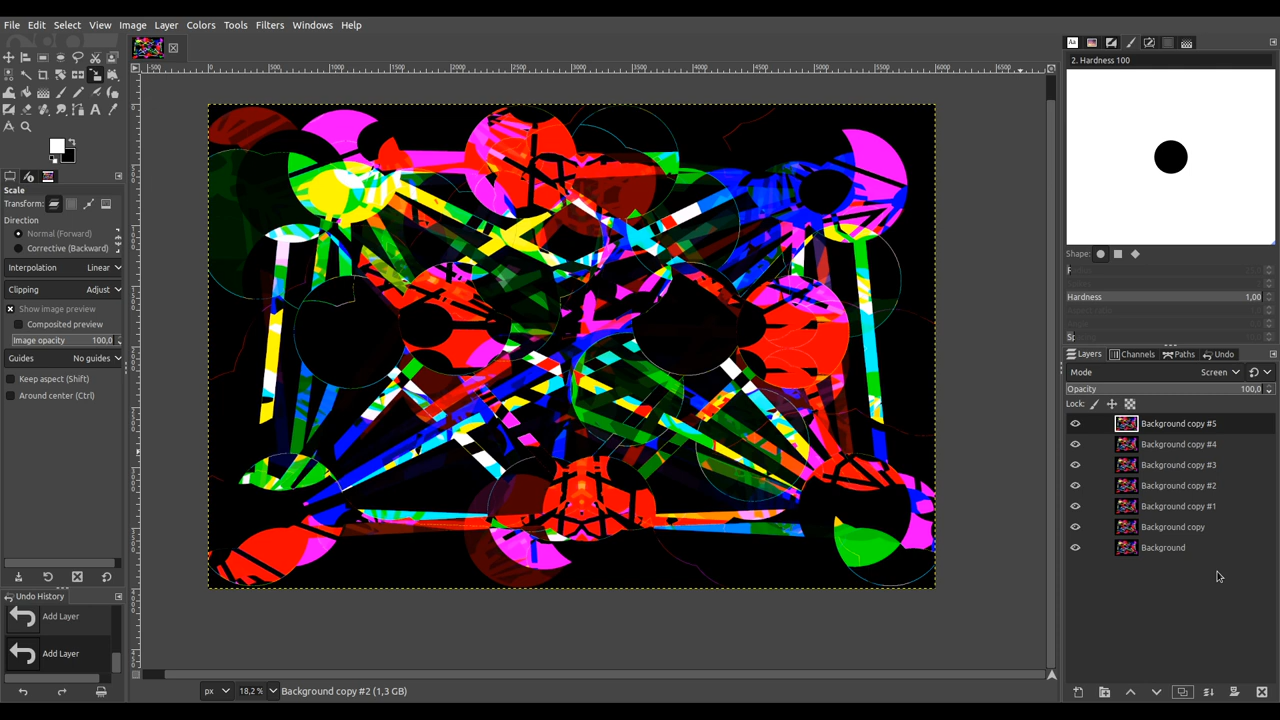 File Edit Select View Image Layer Colors Tools Filters Windows Help
2. Hardness 100
Scale
Transform:
Direction
Normal (Forward)
Corrective (Backward)
Interpolation Linear
Clipping Adjust
Show image preview
Composited preview
Image opacity 100,0
Guides No guides
Keep aspect (Shift)
Around center (Ctrl)
Undo History
Add Layer
Add Layer
px 18,2 % Background copy #2 (1,3 GB)
Shape:
Hardness 1,00
Layers Channels Paths Undo
Mode Screen
Opacity 100,0
Lock:
Background copy #5
Background copy #4
Background copy #3
Background copy #2
Background copy #1
Background copy
Background